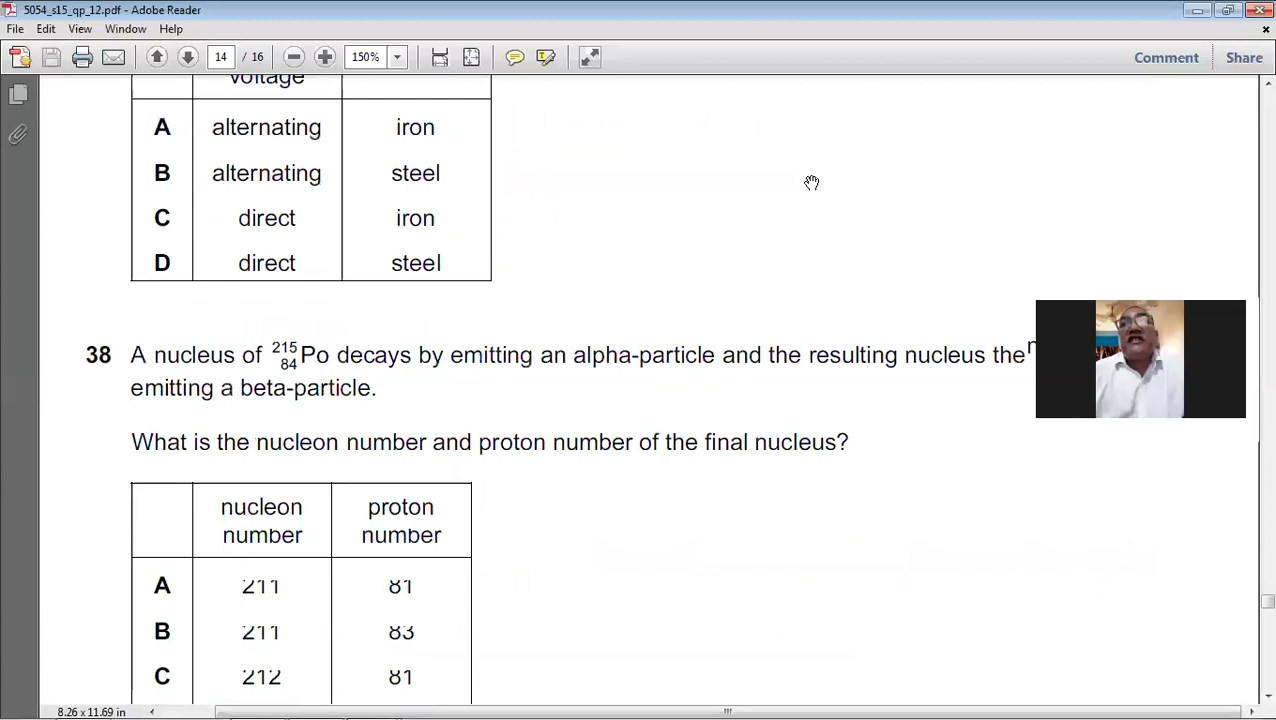 5054_s15_qp_12.pdf - Adobe Reader
File Edit View Window Help
14 / 16 150% Comment Share
voltage
A alternating iron
B alternating steel
C direct iron
D direct steel
38 A nucleus of 215 84 Po decays by emitting an alpha-particle and the resulting nucleus the
emitting a beta-particle.
What is the nucleon number and proton number of the final nucleus?
nucleon proton
number number
A 211 81
B 211 83
C 212 81
8.26 x 11.69 in